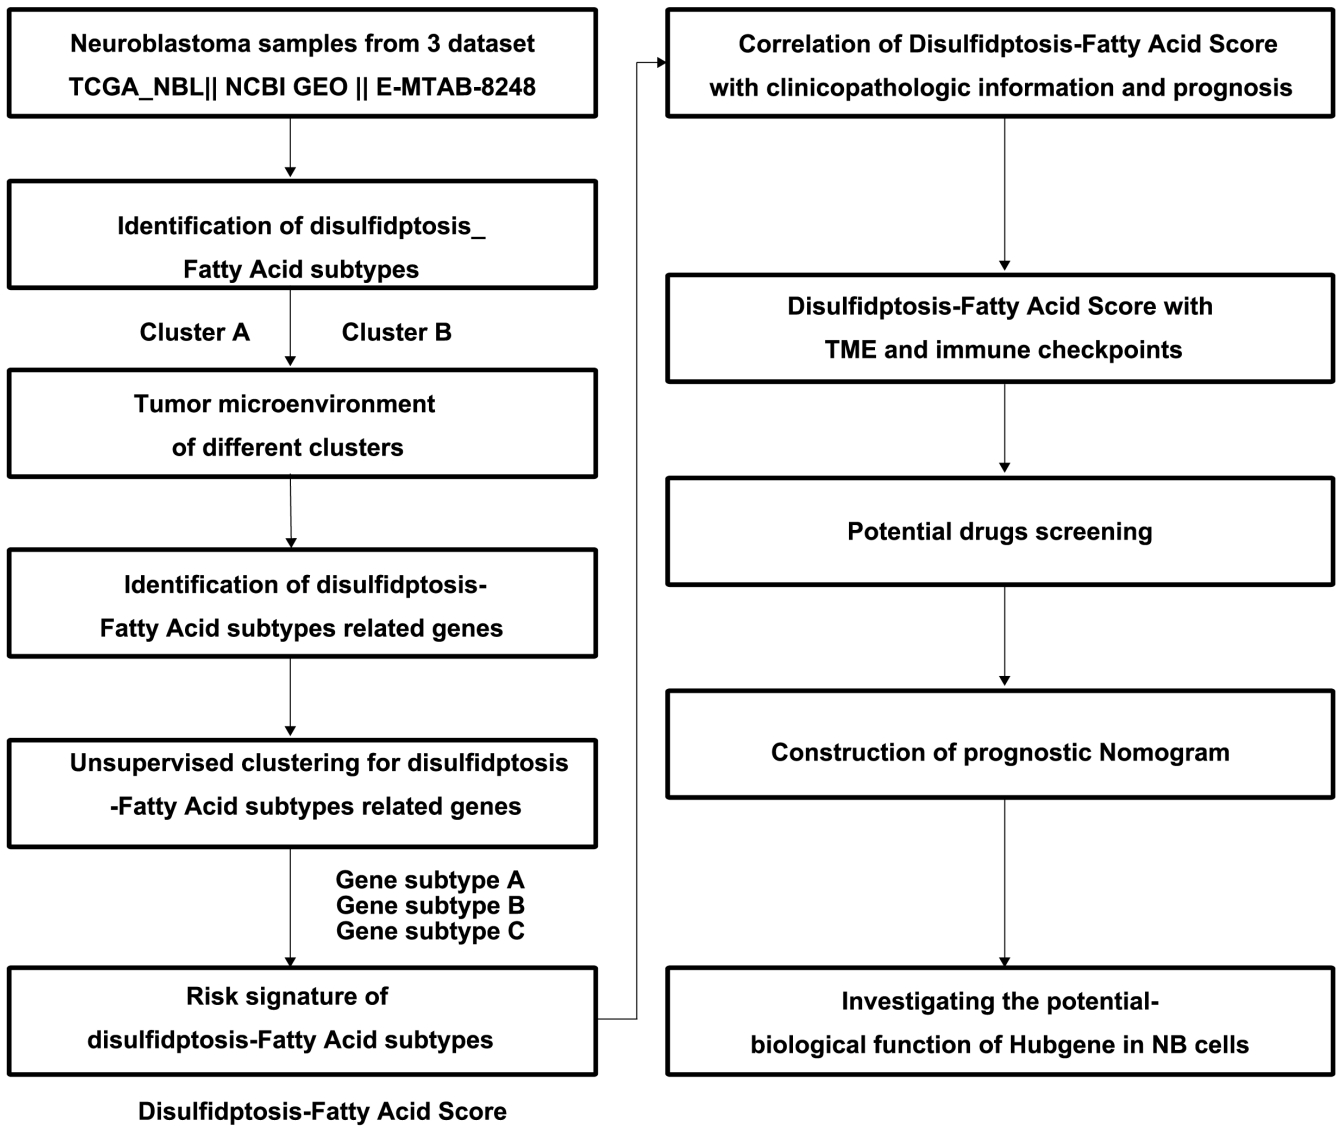 Neuroblastoma samples from 3 dataset
TCGA_NBL|| NCBI GEO || E-MTAB-8248
Identification of disulfidptosis_
Fatty Acid subtypes
Cluster A
Cluster B
Tumor microenvironment
of different clusters
Identification of disulfidptosis-
Fatty Acid subtypes related genes
Unsupervised clustering for disulfidptosis
-Fatty Acid subtypes related genes
Gene subtype A
Gene subtype B
Gene subtype C
Risk signature of
disulfidptosis-Fatty Acid subtypes
Disulfidptosis-Fatty Acid Score
Correlation of Disulfidptosis-Fatty Acid Score
with clinicopathologic information and prognosis
Disulfidptosis-Fatty Acid Score with
TME and immune checkpoints
Potential drugs screening
Construction of prognostic Nomogram
Investigating the potential-
biological function of Hubgene in NB cells